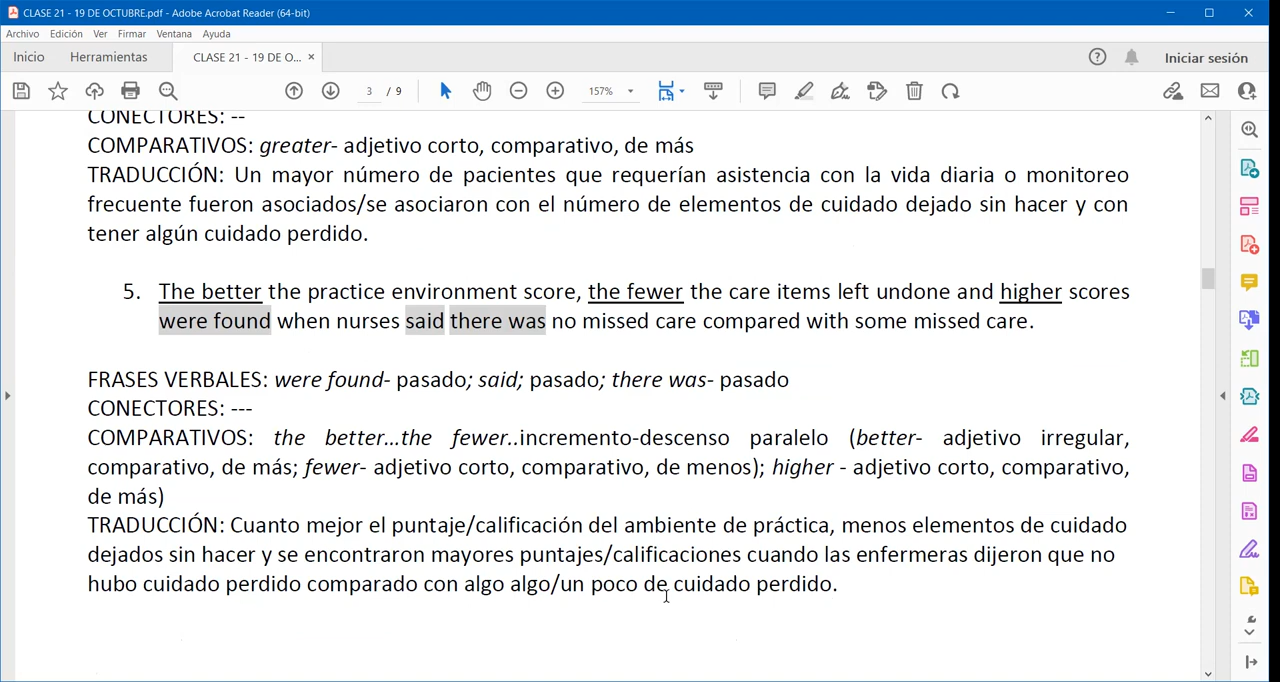 CLASE 21 - 19 DE OCTUBRE.pdf - Adobe Acrobat Reader (64-bit)
Archivo Edición Ver Firmar Ventana Ayuda
Inicio Herramientas CLASE 21 - 19 DE O... × Iniciar sesión
3 / 9 157%
CONECTORES: --
COMPARATIVOS: greater- adjetivo corto, comparativo, de más
TRADUCCIÓN: Un mayor número de pacientes que requerían asistencia con la vida diaria o monitoreo
frecuente fueron asociados/se asociaron con el número de elementos de cuidado dejado sin hacer y con
tener algún cuidado perdido.
5. The better the practice environment score, the fewer the care items left undone and higher scores
were found when nurses said there was no missed care compared with some missed care.
FRASES VERBALES: were found- pasado; said; pasado; there was- pasado
CONECTORES: ---
COMPARATIVOS: the better...the fewer..incremento-descenso paralelo (better- adjetivo irregular,
comparativo, de más; fewer- adjetivo corto, comparativo, de menos); higher - adjetivo corto, comparativo,
de más)
TRADUCCIÓN: Cuanto mejor el puntaje/calificación del ambiente de práctica, menos elementos de cuidado
dejados sin hacer y se encontraron mayores puntajes/calificaciones cuando las enfermeras dijeron que no
hubo cuidado perdido comparado con algo algo/un poco de cuidado perdido.